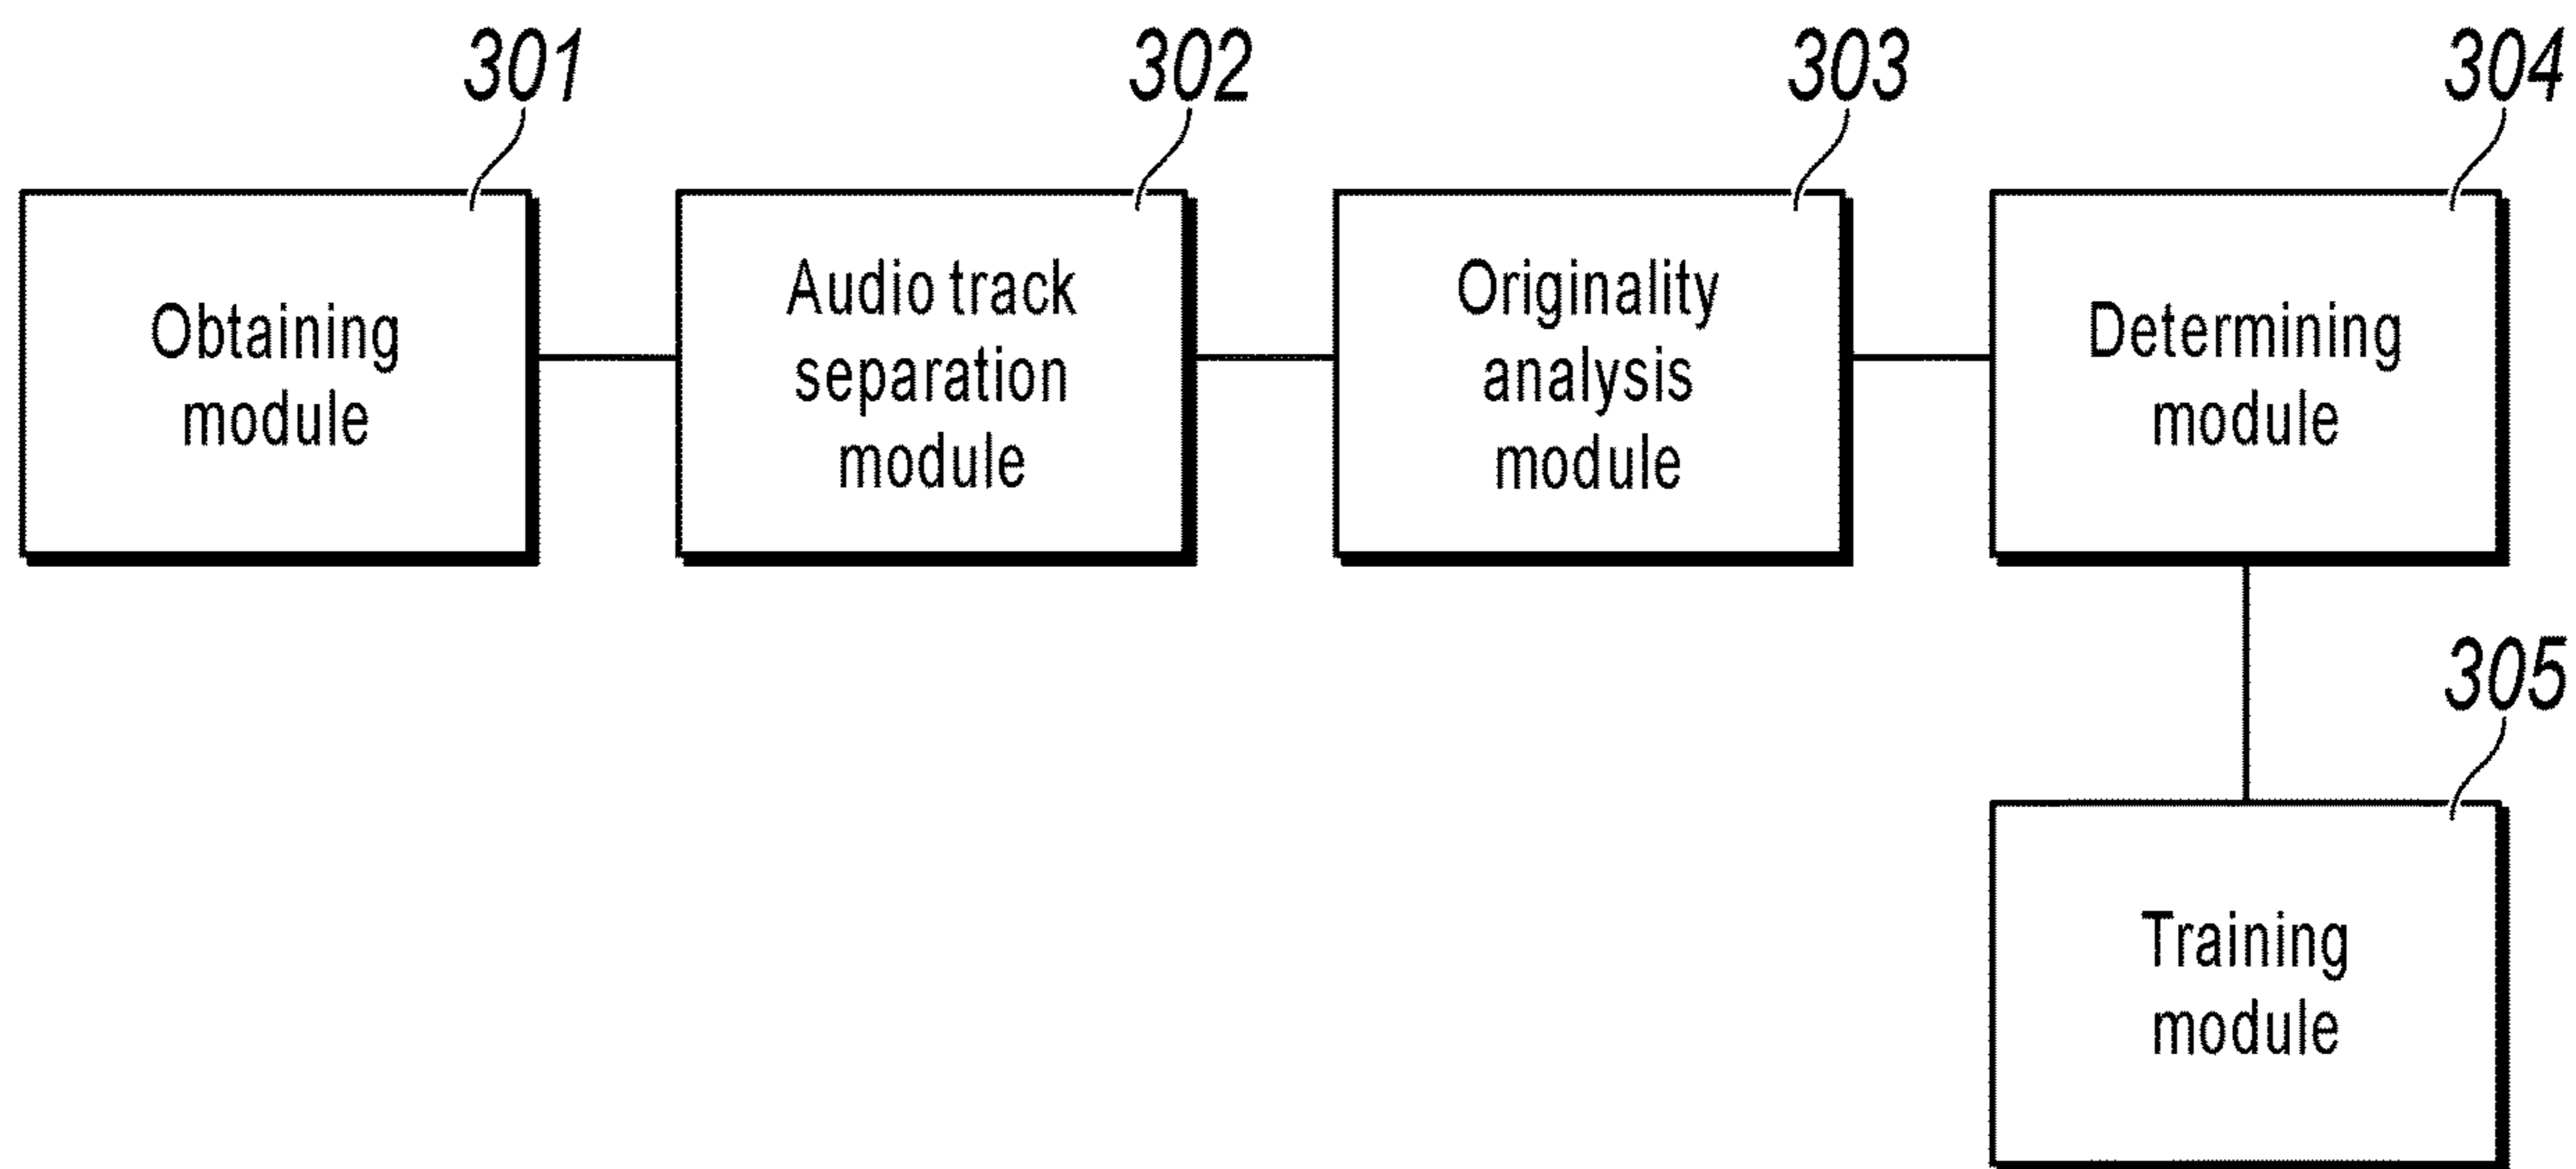 301
302
303
304
Obtaining
module
Audio track
separation
module
Originality
analysis
module
Determining
module
305
Training
module